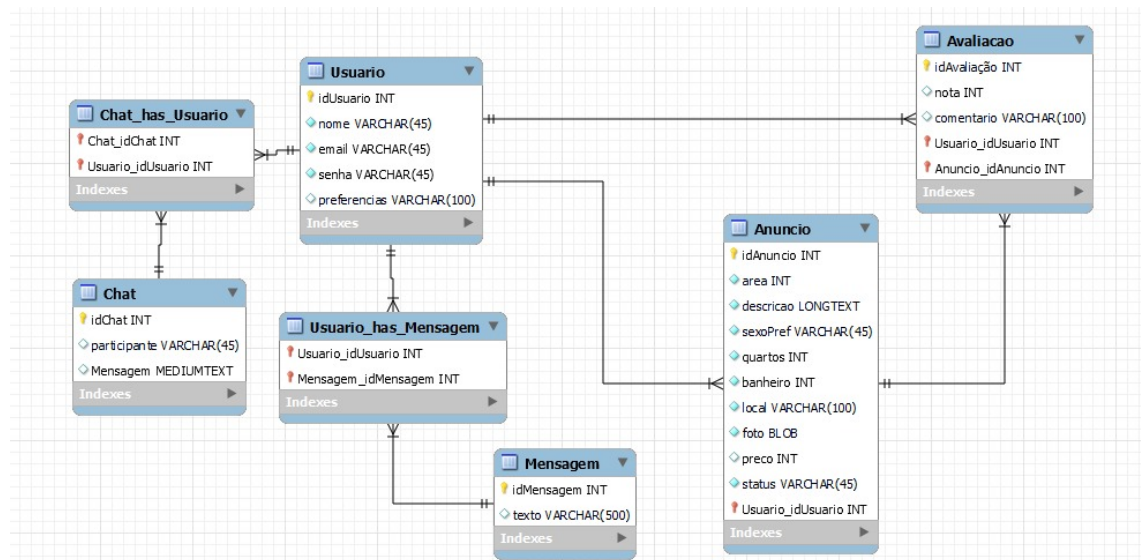 Chat_has_Usuario
Chat_idChat INT
Usuario_idUsuario INT
Indexes
Chat
idChat INT
participante VARCHAR(45)
Mensagem MEDIUMTEXT
Indexes
Usuario
idUsuario INT
nome VARCHAR(45)
email VARCHAR(45)
senha VARCHAR(45)
preferencias VARCHAR(100)
Indexes
Usuario_has_Mensagem
Usuario_idUsuario INT
Mensagem_idMensagem INT
Indexes
Mensagem
idMensagem INT
texto VARCHAR(500)
Indexes
Avaliacao
idAvaliação INT
nota INT
comentario VARCHAR(100)
Usuario_idUsuario INT
Anuncio_idAnuncio INT
Indexes
Anuncio
idAnuncio INT
area INT
descricao LONGTEXT
sexoPref VARCHAR(45)
quartos INT
banheiro INT
local VARCHAR(100)
foto BLOB
preco INT
status VARCHAR(45)
Usuario_idUsuario INT
Indexes